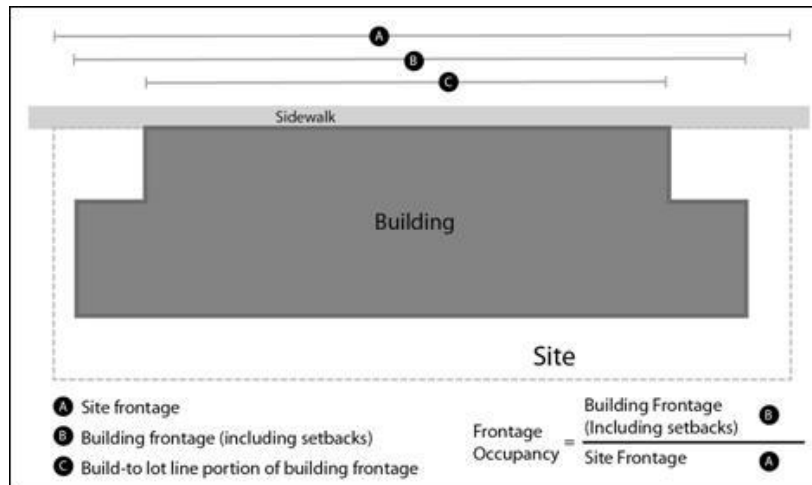 A
B
C
Sidewalk
Building
Site
A Site frontage
B Building frontage (including setbacks)
C Build-to lot line portion of building frontage
Frontage
Occupancy
=
Building Frontage
(Including setbacks) B
Site Frontage A